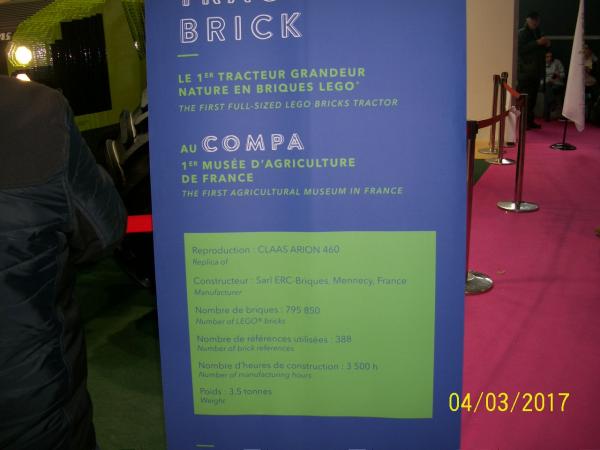 BRICK
LE 1ER TRACTEUR GRANDEUR
NATURE EN BRIQUES LEGO®
THE FIRST FULL-SIZED LEGO BRICKS TRACTOR
AU COMPA
1ER MUSÉE D'AGRICULTURE
DE FRANCE
THE FIRST AGRICULTURAL MUSEUM IN FRANCE
Reproduction : CLAAS ARION 460
Replica of
Constructeur : Sarl ERC-Briques, Mennecy, France
Manufacturer
Nombre de briques : 795 850
Number of LEGO® bricks
Nombre de références utilisées : 388
Number of brick references
Nombre d'heures de construction : 3 500 h
Number of manufacturing hours
Poids : 3.5 tonnes
Weight
04/03/2017